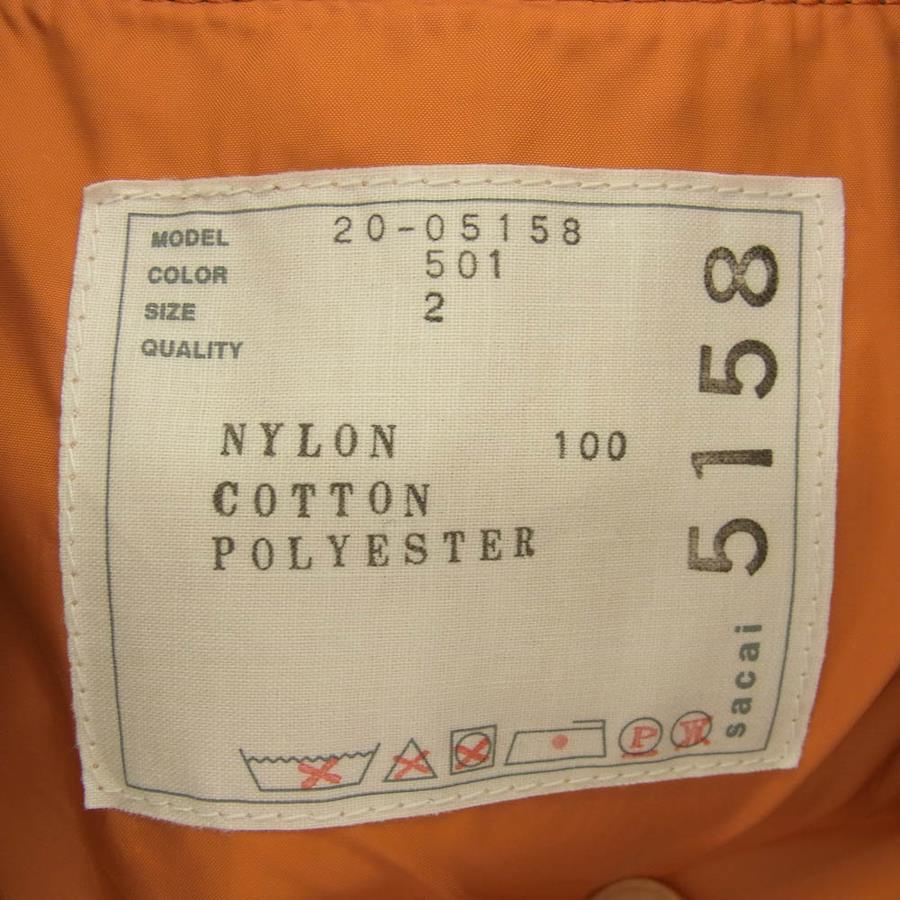 MODEL 20-05158
COLOR 501
SIZE 2
QUALITY
NYLON 100
COTTON
POLYESTER
sacai 5158
P W